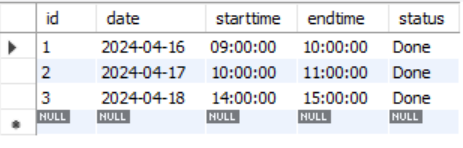 id date starttime endtime status
1 2024-04-16 09:00:00 10:00:00 Done
2 2024-04-17 10:00:00 11:00:00 Done
3 2024-04-18 14:00:00 15:00:00 Done
NULL NULL NULL NULL NULL